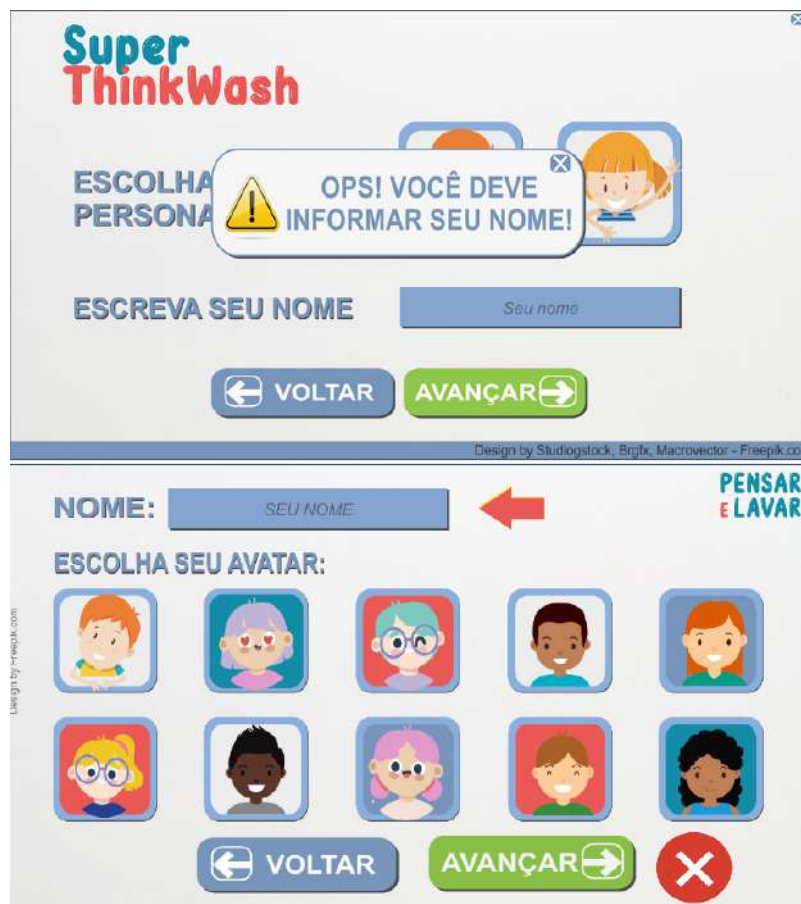 Super
ThinkWash
ESCOLHA
PERSONA
OPS! VOCÊ DEVE
INFORMAR SEU NOME!
ESCREVA SEU NOME
Seu nome
VOLTAR
AVANÇAR
Design by Studiogstock, Brgfx, Macrovector - Freepik.co
NOME:
SEU NOME
PENSAR
E LAVAR
ESCOLHA SEU AVATAR:
Design by Freepik.com
VOLTAR
AVANÇAR